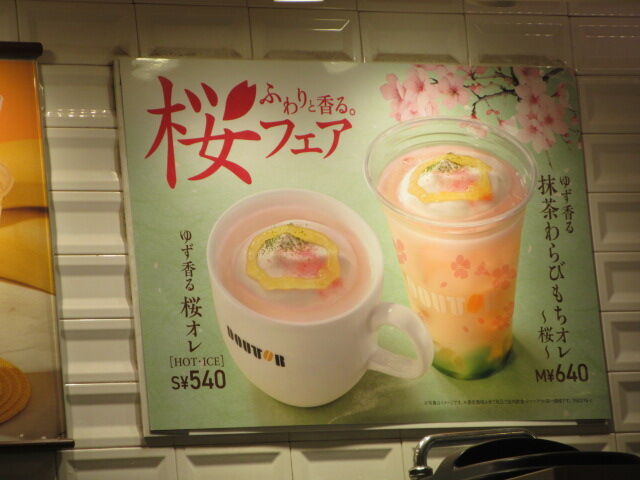 ふわりと香る。
桜フェア
ゆず香る
抹茶わらびもちオレ
～桜～
M¥640
ゆず香る 桜オレ
[HOT・ICE]
S¥540
DOUTOR
DOUTOR